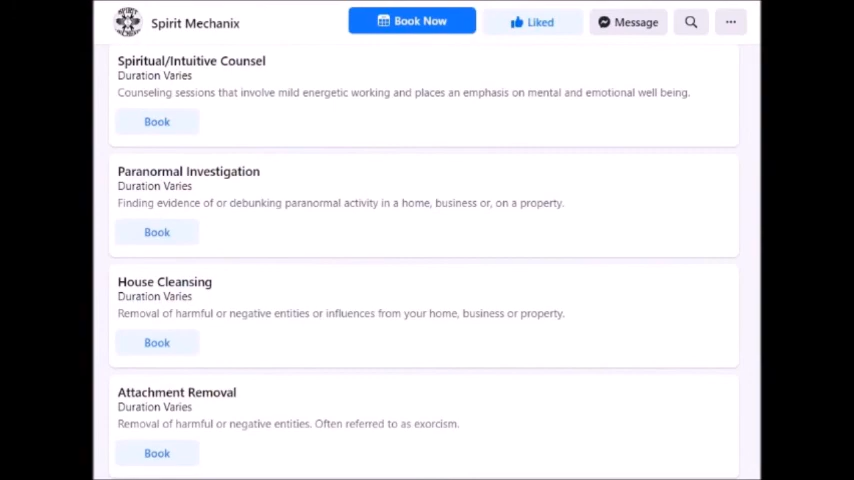 Spirit Mechanix
Book Now
Liked
Message
Spiritual/Intuitive Counsel
Duration Varies
Counseling sessions that involve mild energetic working and places an emphasis on mental and emotional well being.
Book
Paranormal Investigation
Duration Varies
Finding evidence of or debunking paranormal activity in a home, business or, on a property.
Book
House Cleansing
Duration Varies
Removal of harmful or negative entities or influences from your home, business or property.
Book
Attachment Removal
Duration Varies
Removal of harmful or negative entities. Often referred to as exorcism.
Book